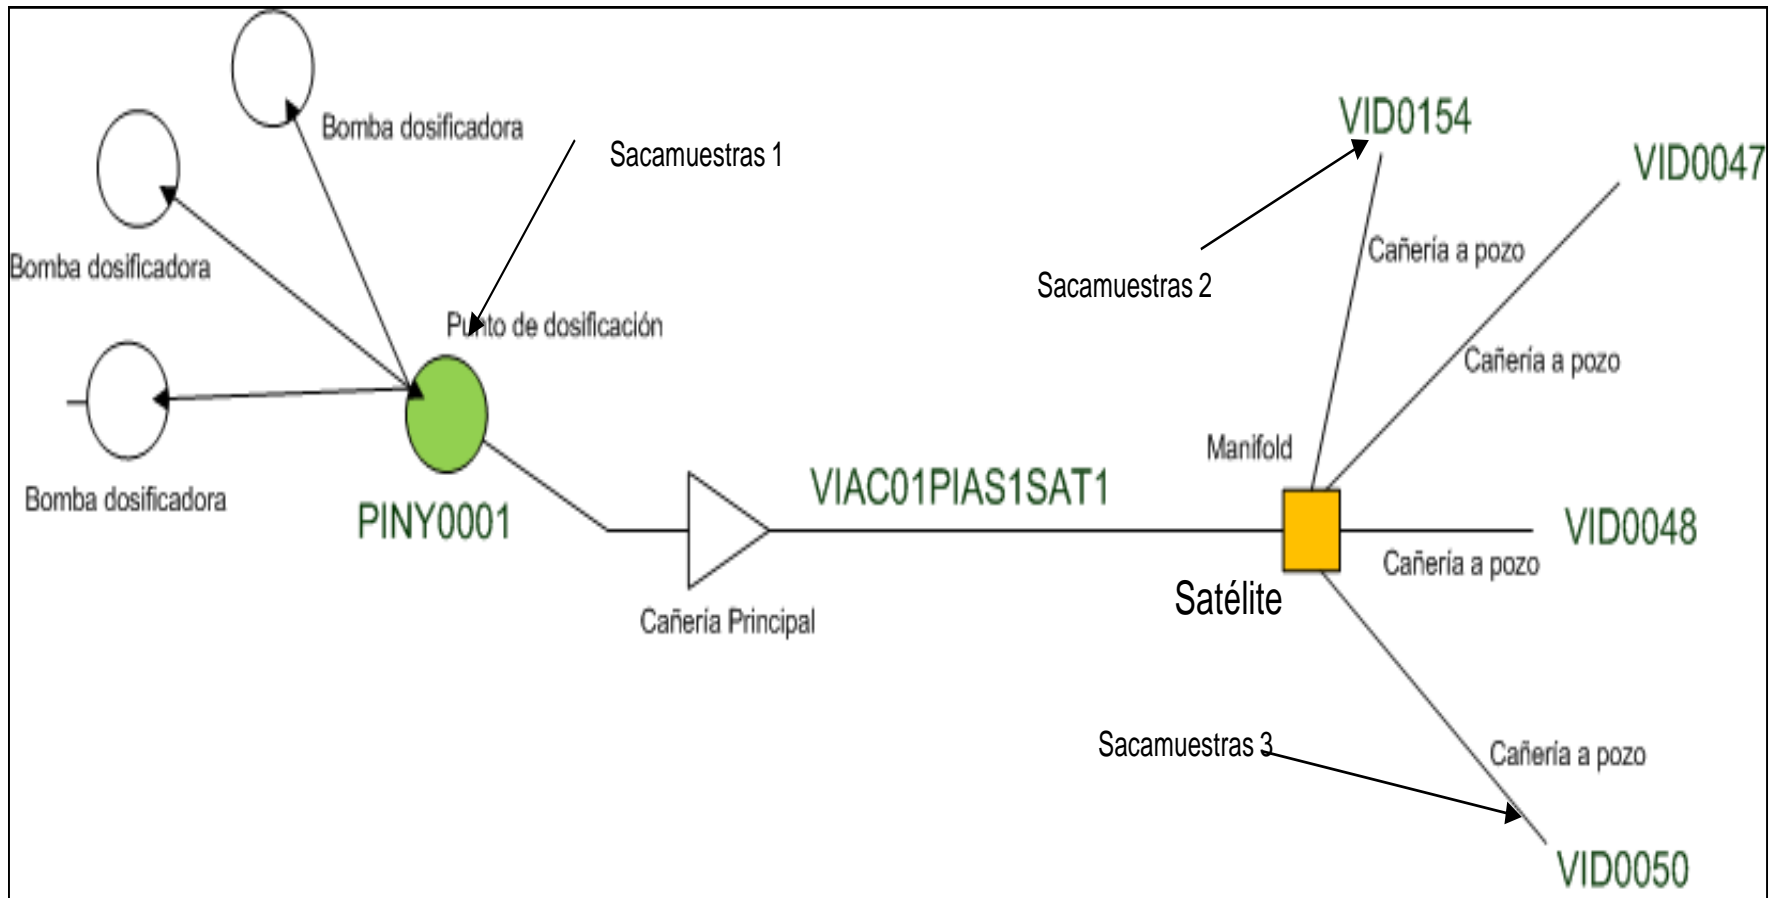 Bomba dosificadora
Sacamuestras 1
Bomba dosificadora
Punto de dosificación
Bomba dosificadora
PINY0001
Cañería Principal
VIAC01PIAS1SAT1
VID0154
VID0047
Cañería a pozo
Sacamuestras 2
Cañería a pozo
Manifold
VID0048
Cañería a pozo
Satélite
Sacamuestras 3
Cañería a pozo
VID0050